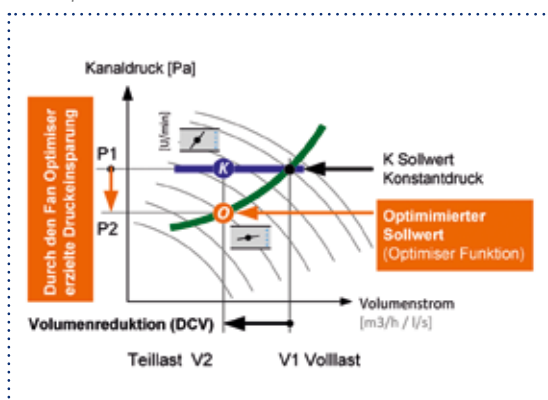 Kanaldruck [Pa]
Durch den Fan Optimiser
erzielte Druckeinsparung
[U/min]
P1
K
K Sollwert
Konstantdruck
P2
O
Optimimierter
Sollwert
(Optimiser Funktion)
Volumenstrom
[m3/h / l/s]
Volumenreduktion (DCV)
Teillast V2
V1 Volllast